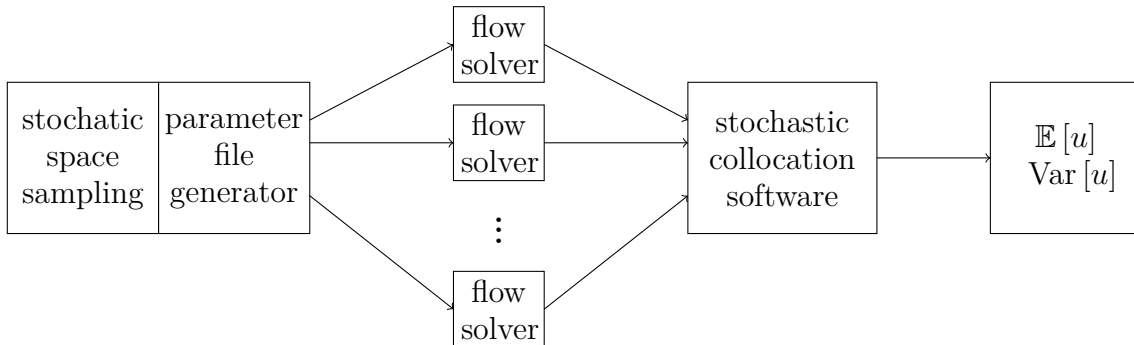 stochatic
space
sampling
parameter
file
generator
flow
solver
flow
solver
⋮
flow
solver
stochastic
collocation
software
𝔼 [u]
Var [u]